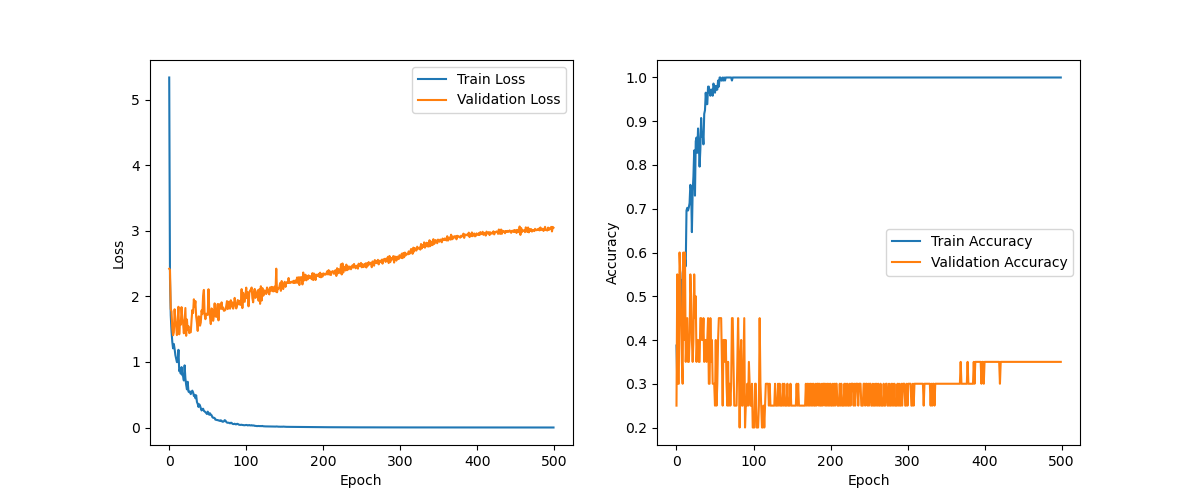 Train Loss
Validation Loss
5
4
3
2
1
0
Loss
0 100 200 300 400 500
Epoch
Train Accuracy
Validation Accuracy
1.0
0.9
0.8
0.7
0.6
0.5
0.4
0.3
0.2
Accuracy
0 100 200 300 400 500
Epoch